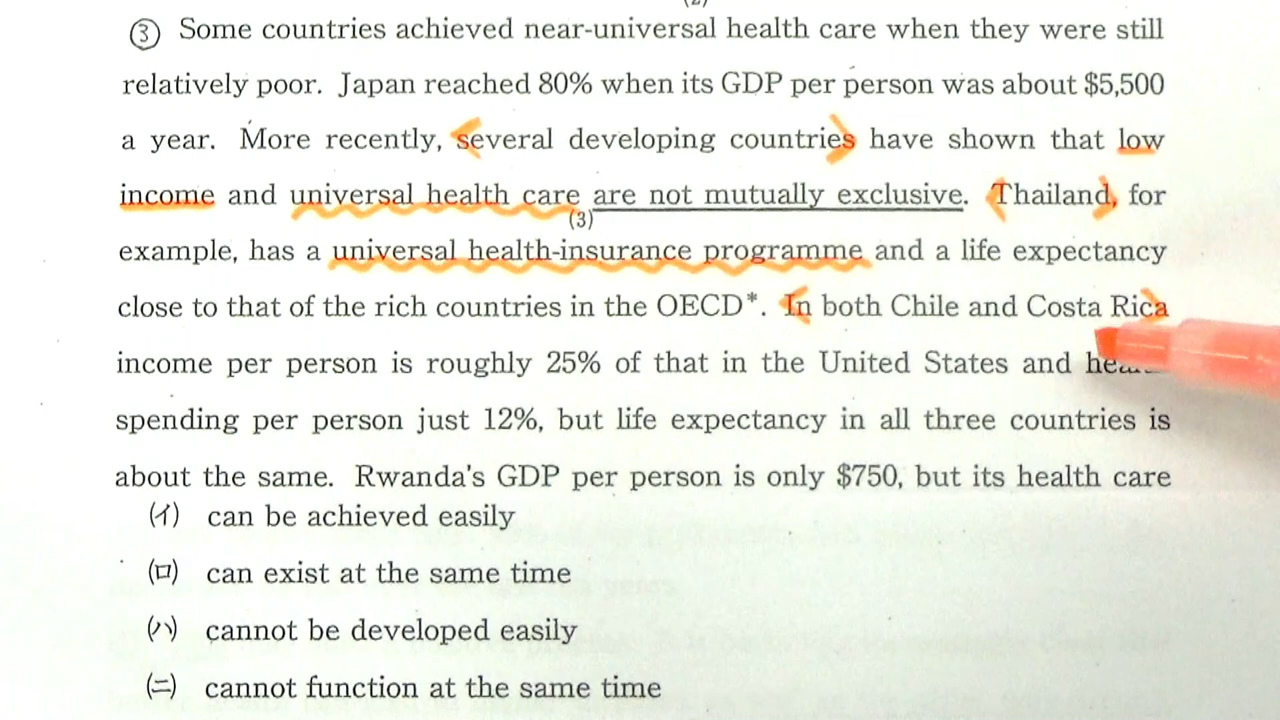 (2)
③ Some countries achieved near-universal health care when they were still
relatively poor. Japan reached 80% when its GDP per person was about $5,500
a year. More recently, several developing countries have shown that low
income and universal health care are not mutually exclusive. Thailand, for
(3)
example, has a universal health-insurance programme and a life expectancy
close to that of the rich countries in the OECD*. In both Chile and Costa Rica
income per person is roughly 25% of that in the United States and
spending per person just 12%, but life expectancy in all three countries is
about the same. Rwanda's GDP per person is only $750, but its health care
(イ) can be achieved easily
(ロ) can exist at the same time
(ハ) cannot be developed easily
(ニ) cannot function at the same time